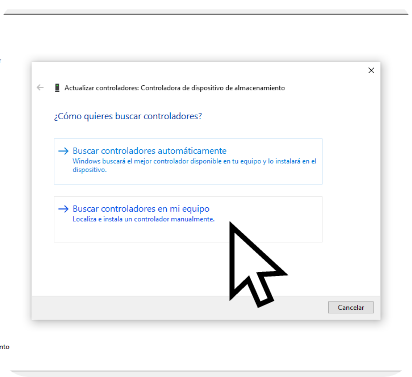 Actualizar controladores: Controladora de dispositivo de almacenamiento
¿Cómo quieres buscar controladores?
Buscar controladores automáticamente
Windows buscará el mejor controlador disponible en tu equipo y lo instalará en el
dispositivo.
Buscar controladores en mi equipo
Localiza e instala un controlador manualmente.
Cancelar
nto